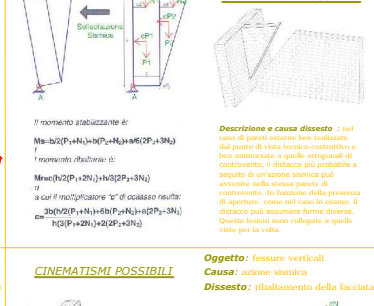 N2
cP2
Sollecitazione
Sismica
cP1
P2
P1
A
A
Il momento stabilizzante è:
Ms=b/2(P₁+N₁)+b(P₂+N₂)+a/6(2P₂+3N₂)
l momento ribaltante è:
Mr=c(h/2(P₁+2N₁)+h/3(2P₂+3N₂)
a cui il moltiplicatore "c" di collasso risulta:
c=3b(h/2(P₁+N₁)+6b(P₂+N₂)+a(2P₂+3N₂)
h(3(P₁+2N₁)+2(2P₂+3N₂)
Descrizione e causa dissesto : nel
caso di pareti esterne ben realizzate
dal punto di vista tecnico-costruttivo e
ben ammorsate a quelle ortogonali di
controvento, il distacco più probabile a
seguito di un'azione sismica può
avvenire nella stessa parete di
controvento. In funzione della presenza
di aperture, come nel caso in esame, il
distacco può assumere forme diverse.
Queste lesioni sono collegate a quelle
viste per la volta.
CINEMATISMI POSSIBILI
Oggetto: fessure verticali
Causa: azione sismica
Dissesto: ribaltamento della facciata